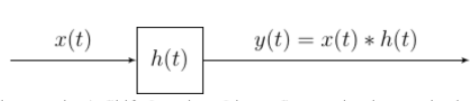 x(t)
h(t)
y(t) = x(t) * h(t)